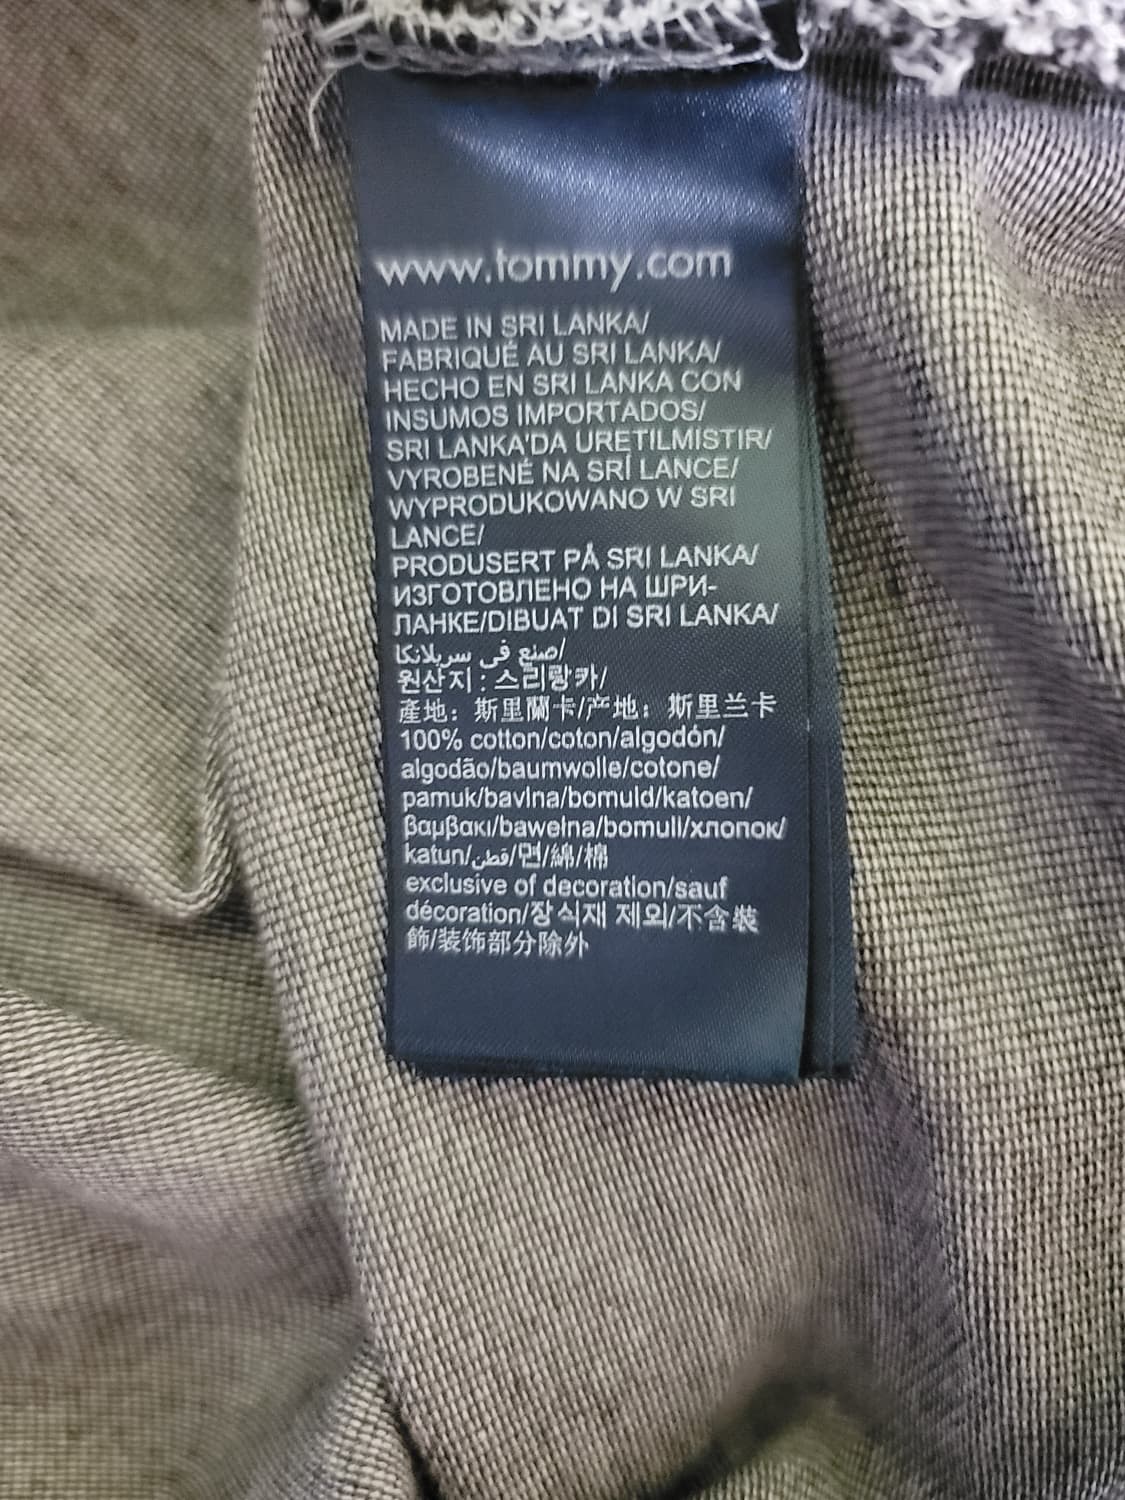 www.tommy.com
MADE IN SRI LANKA/
FABRIQUÉ AU SRI LANKA/
HECHO EN SRI LANKA CON
INSUMOS IMPORTADOS/
SRI LANKA'DA URETILMISTIR/
VYROBENÉ NA SRÍ LANCE/
WYPRODUKOWANO W SRI
LANCE/
PRODUSERT PÅ SRI LANKA/
ИЗГОТОВЛЕНО НА ШРИ-
ЛАНКЕ/DIBUAT DI SRI LANKA/
صنع في سريلانكا/
원산지 : 스리랑카/
產地：斯里蘭卡/产地：斯里兰卡
100% cotton/coton/algodón/
algodão/baumwolle/cotone/
pamuk/bavlna/bomuld/katoen/
βαμβακι/bawełna/bomull/хлопок/
katun/قطن/면/綿/棉
exclusive of decoration/sauf
décoration/장식재 제외/不含裝
飾/装饰部分除外